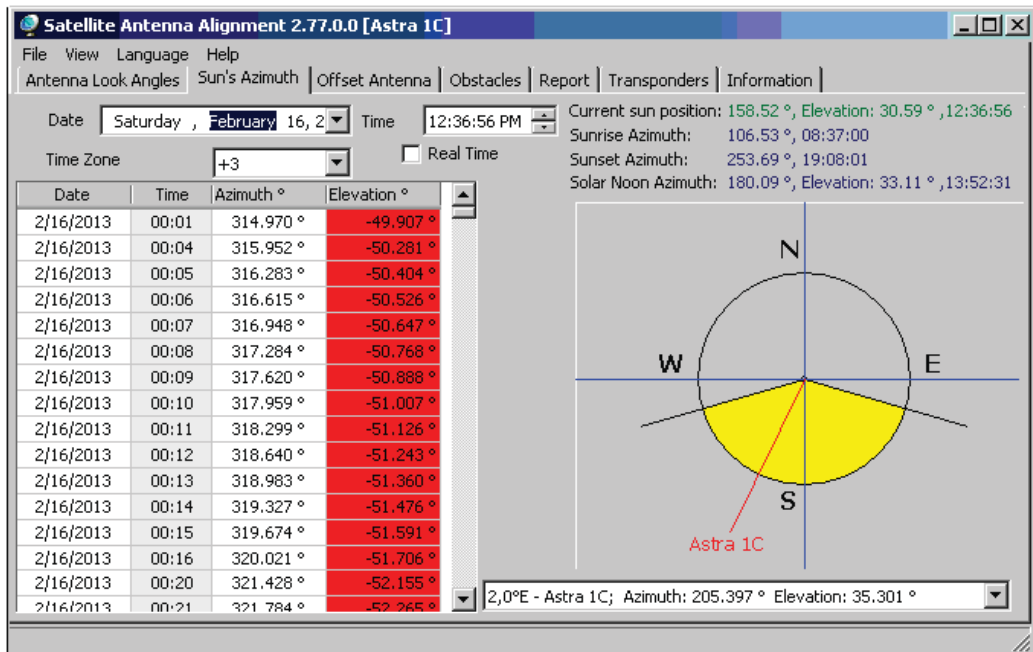 Satellite Antenna Alignment 2.77.0.0 [Astra 1C]
File View Language Help
Antenna Look Angles Sun's Azimuth Offset Antenna Obstacles Report Transponders Information
Date Saturday , February 16, 2 Time 12:36:56 PM
Time Zone +3 Real Time
Current sun position: 158.52 °, Elevation: 30.59 ° ,12:36:56
Sunrise Azimuth: 106.53 °, 08:37:00
Sunset Azimuth: 253.69 °, 19:08:01
Solar Noon Azimuth: 180.09 °, Elevation: 33.11 ° ,13:52:31
Date Time Azimuth ° Elevation °
2/16/2013 00:01 314.970 ° -49.907 °
2/16/2013 00:04 315.952 ° -50.281 °
2/16/2013 00:05 316.283 ° -50.404 °
2/16/2013 00:06 316.615 ° -50.526 °
2/16/2013 00:07 316.948 ° -50.647 °
2/16/2013 00:08 317.284 ° -50.768 °
2/16/2013 00:09 317.620 ° -50.888 °
2/16/2013 00:10 317.959 ° -51.007 °
2/16/2013 00:11 318.299 ° -51.126 °
2/16/2013 00:12 318.640 ° -51.243 °
2/16/2013 00:13 318.983 ° -51.360 °
2/16/2013 00:14 319.327 ° -51.476 °
2/16/2013 00:15 319.674 ° -51.591 °
2/16/2013 00:16 320.021 ° -51.706 °
2/16/2013 00:20 321.428 ° -52.155 °
2/16/2013 00:21 321.784 ° -52.265 °
N
W E
S
Astra 1C
2,0°E - Astra 1C; Azimuth: 205.397 ° Elevation: 35.301 °